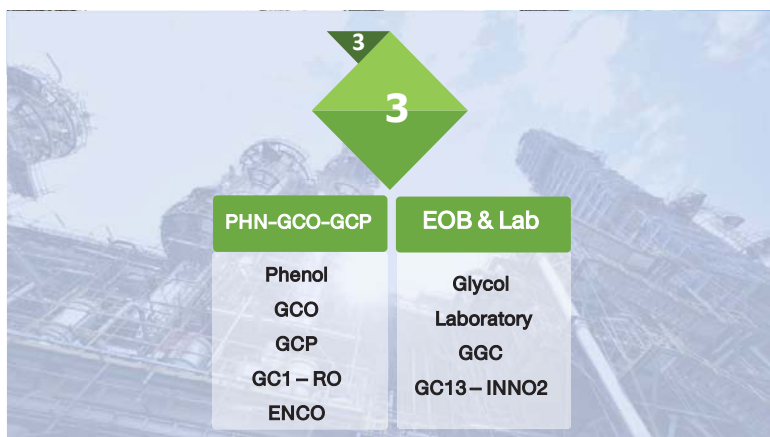 3
3
PHN-GCO-GCP
Phenol
GCO
GCP
GC1 – RO
ENCO
EOB & Lab
Glycol
Laboratory
GGC
GC13 – INNO2